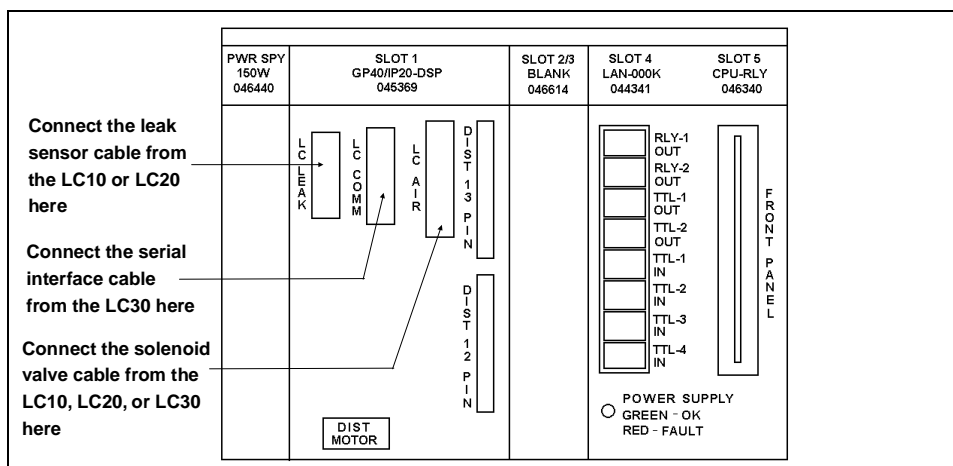 PWR SPY
150W
046440
SLOT 1
GP40/IP20-DSP
045369
SLOT 2/3
BLANK
046614
SLOT 4
LAN-000K
044341
SLOT 5
CPU-RLY
046340
Connect the leak
sensor cable from
the LC10 or LC20
here
Connect the serial
interface cable
from the LC30 here
Connect the solenoid
valve cable from the
LC10, LC20, or LC30
here
LC LEAK
LC COMM
LC AIR
DIST 13 PIN
DIST 12 PIN
DIST
MOTOR
RLY-1
OUT
RLY-2
OUT
TTL-1
OUT
TTL-2
OUT
TTL-1
IN
TTL-2
IN
TTL-3
IN
TTL-4
IN
FRONT PANEL
POWER SUPPLY
GREEN - OK
RED - FAULT